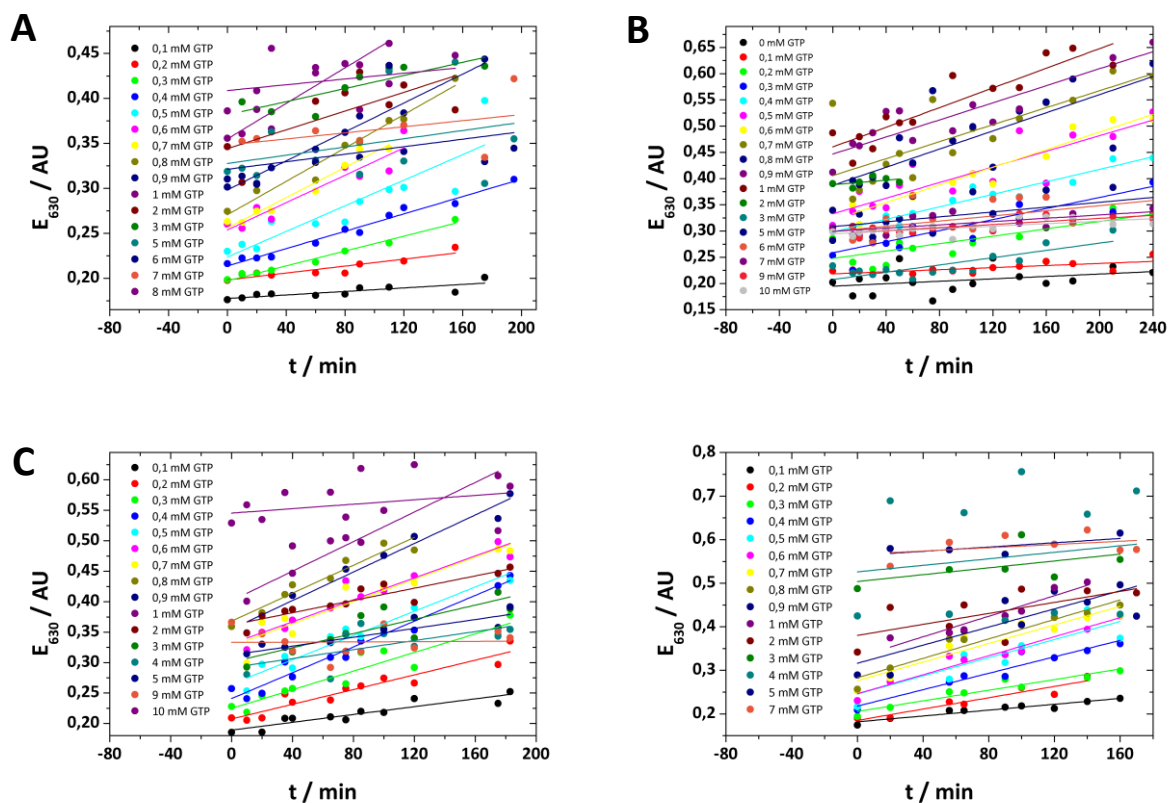 A
E630 / AU
0,45
0,40
0,35
0,30
0,25
0,20
0,1 mM GTP
0,2 mM GTP
0,3 mM GTP
0,4 mM GTP
0,5 mM GTP
0,6 mM GTP
0,7 mM GTP
0,8 mM GTP
0,9 mM GTP
1 mM GTP
2 mM GTP
3 mM GTP
5 mM GTP
6 mM GTP
7 mM GTP
8 mM GTP
-80 -40 0 40 80 120 160 200
t / min
B
E630 / AU
0,65
0,60
0,55
0,50
0,45
0,40
0,35
0,30
0,25
0,20
0,15
0 mM GTP
0,1 mM GTP
0,2 mM GTP
0,3 mM GTP
0,4 mM GTP
0,5 mM GTP
0,6 mM GTP
0,7 mM GTP
0,8 mM GTP
0,9 mM GTP
1 mM GTP
2 mM GTP
3 mM GTP
5 mM GTP
6 mM GTP
7 mM GTP
9 mM GTP
10 mM GTP
-80 -40 0 40 80 120 160 200 240
t / min
C
E630 / AU
0,60
0,55
0,50
0,45
0,40
0,35
0,30
0,25
0,20
0,1 mM GTP
0,2 mM GTP
0,3 mM GTP
0,4 mM GTP
0,5 mM GTP
0,6 mM GTP
0,7 mM GTP
0,8 mM GTP
0,9 mM GTP
1 mM GTP
2 mM GTP
3 mM GTP
4 mM GTP
5 mM GTP
9 mM GTP
10 mM GTP
-80 -40 0 40 80 120 160 200
t / min
E630 / AU
0,8
0,7
0,6
0,5
0,4
0,3
0,2
0,1 mM GTP
0,2 mM GTP
0,3 mM GTP
0,4 mM GTP
0,5 mM GTP
0,6 mM GTP
0,7 mM GTP
0,8 mM GTP
0,9 mM GTP
1 mM GTP
2 mM GTP
3 mM GTP
4 mM GTP
5 mM GTP
7 mM GTP
-80 -40 0 40 80 120 160
t / min